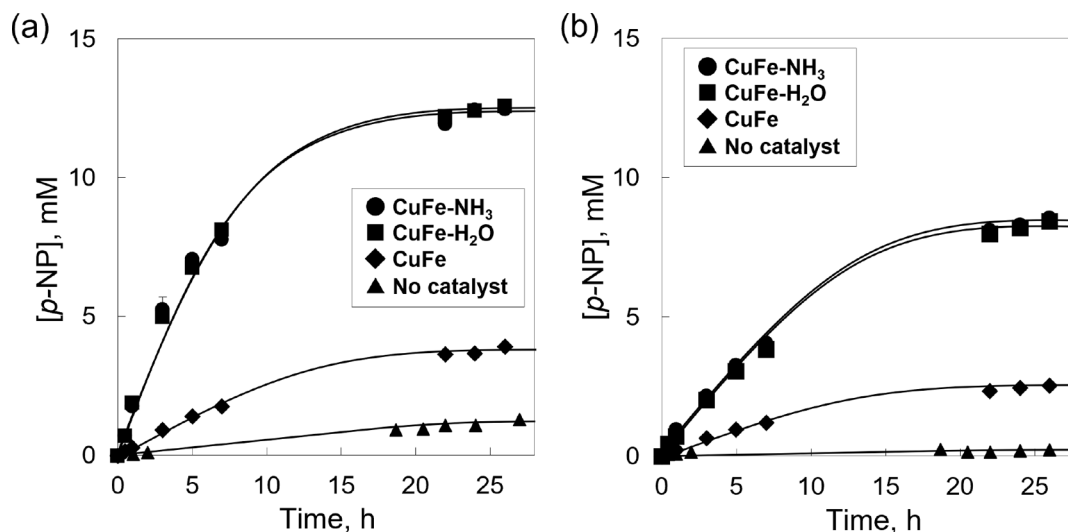 (a)
15
10
5
0
[p-NP], mM
CuFe-NH₃
CuFe-H₂O
CuFe
No catalyst
0 5 10 15 20 25
Time, h
(b)
15
10
5
0
[p-NP], mM
CuFe-NH₃
CuFe-H₂O
CuFe
No catalyst
0 5 10 15 20 25
Time, h